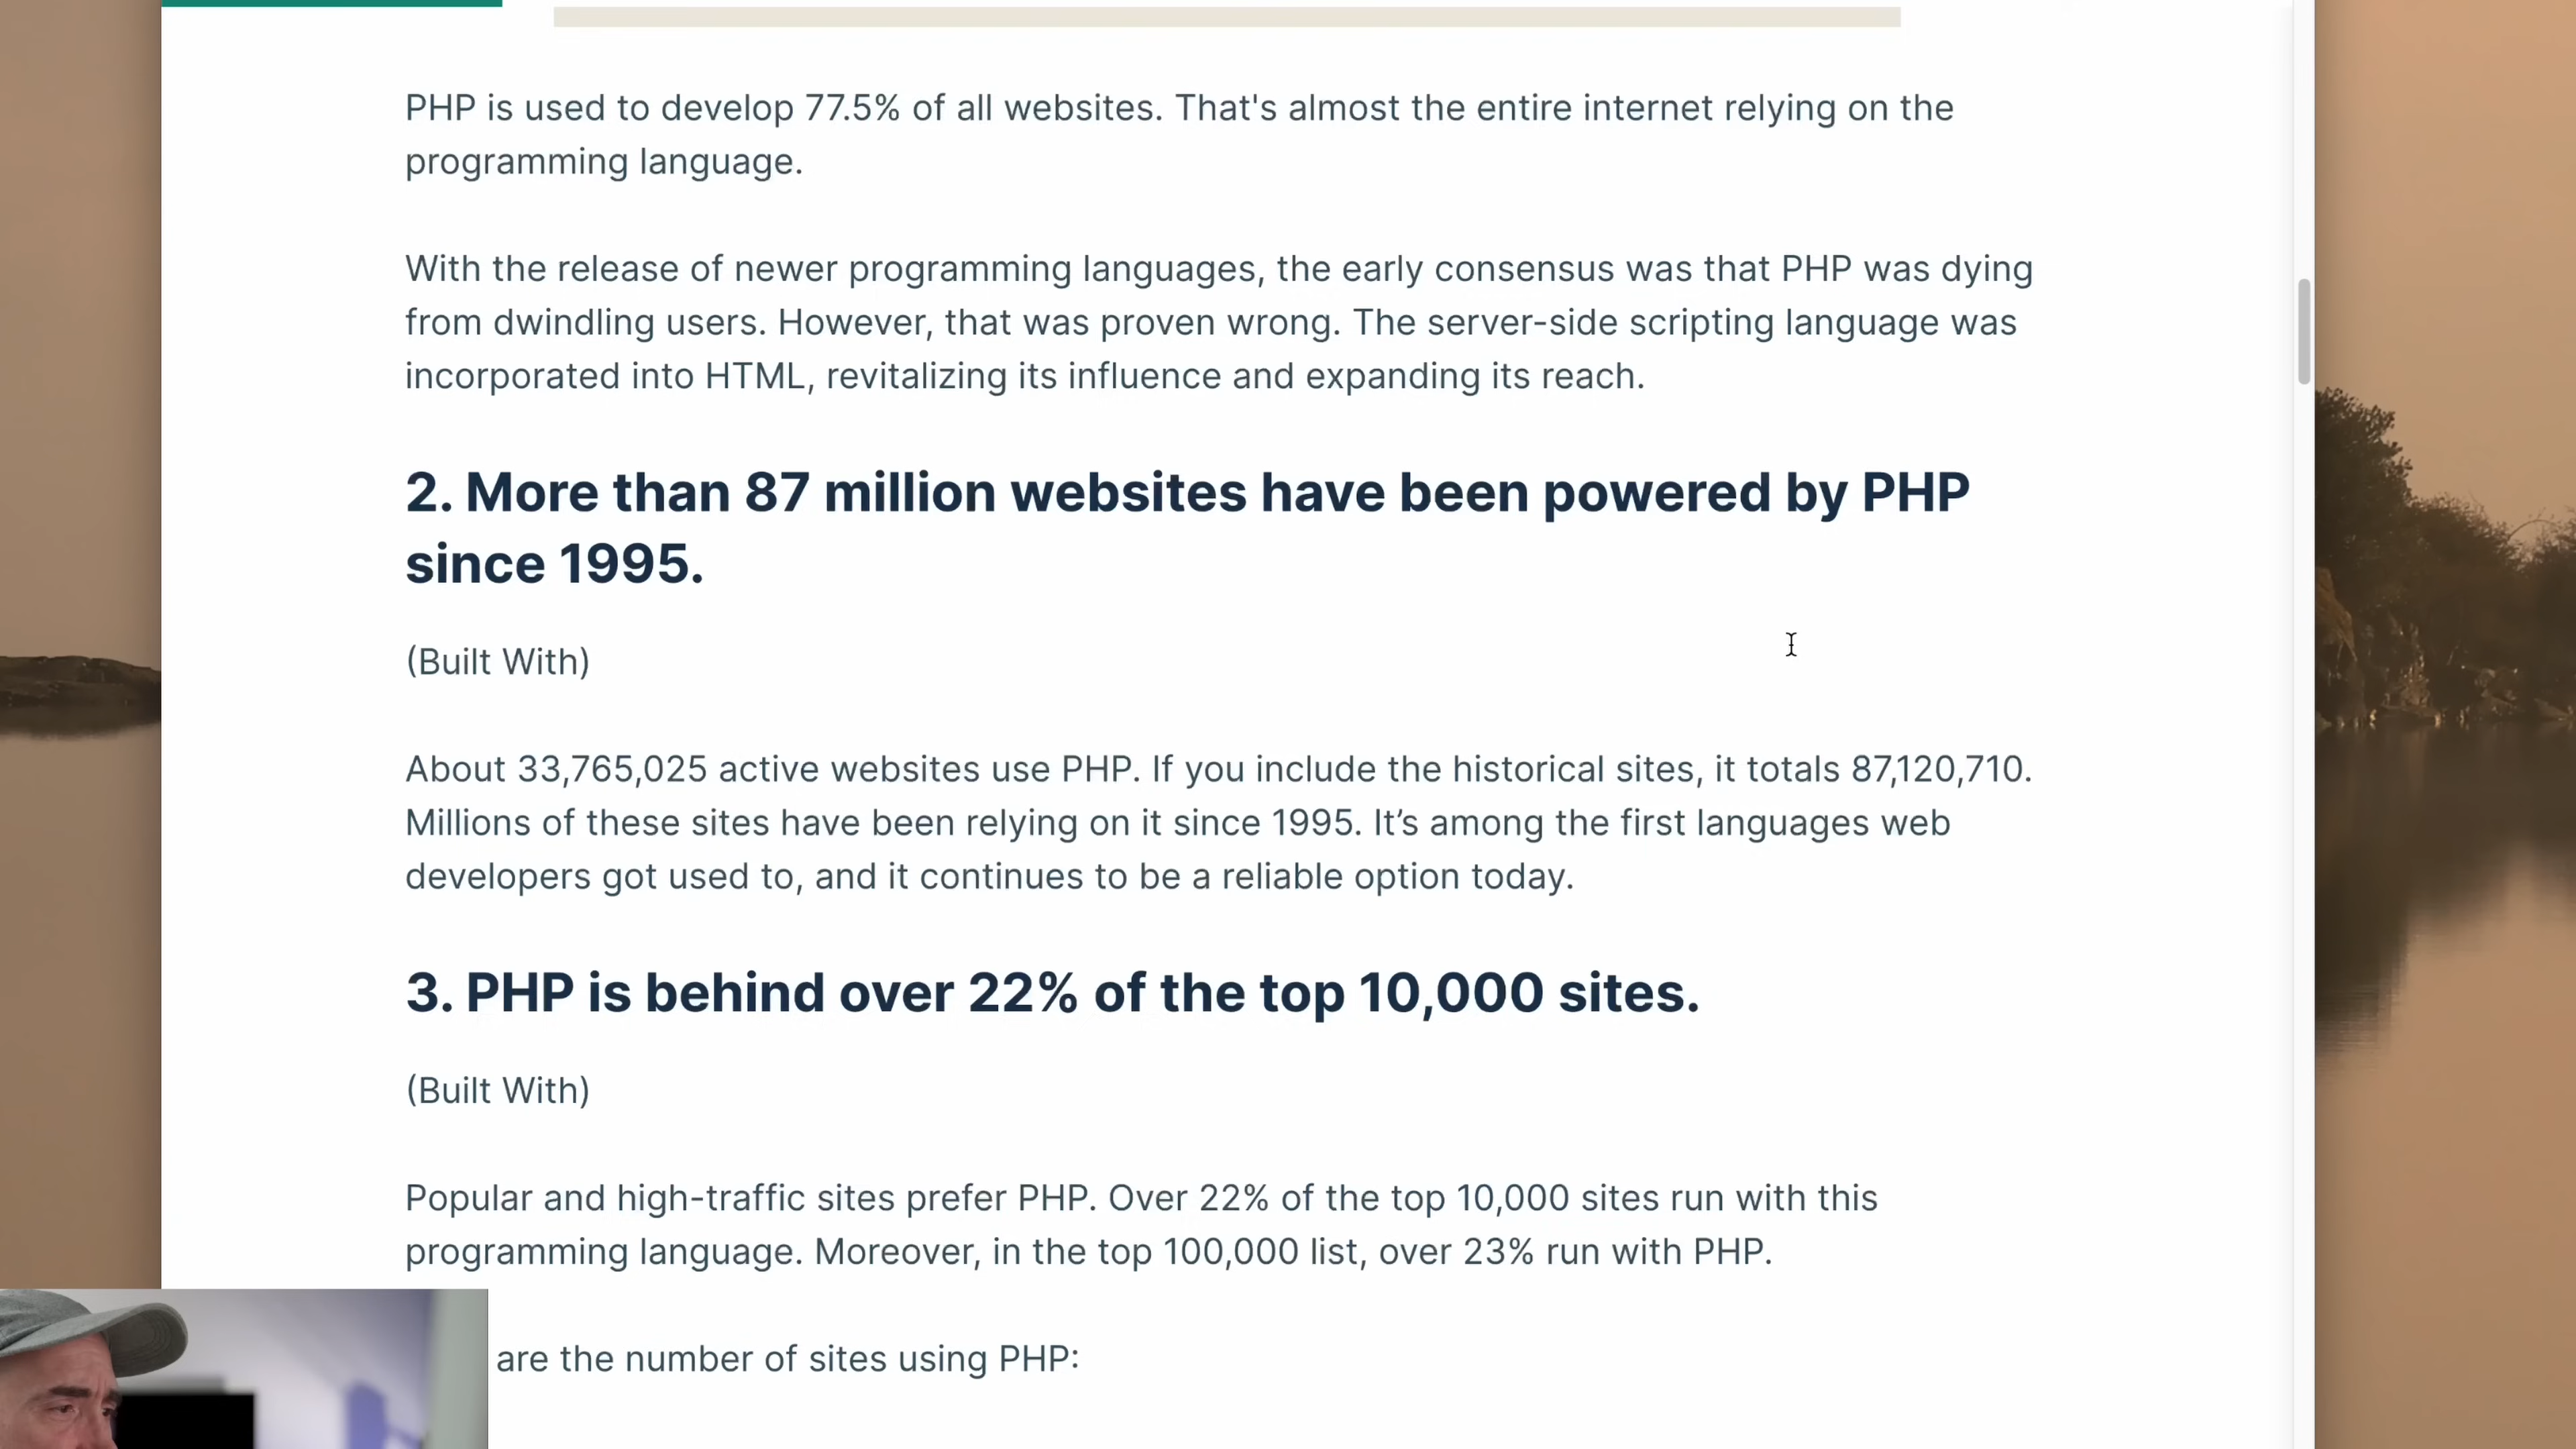 PHP is used to develop 77.5% of all websites. That's almost the entire internet relying on the
programming language.
With the release of newer programming languages, the early consensus was that PHP was dying
from dwindling users. However, that was proven wrong. The server-side scripting language was
incorporated into HTML, revitalizing its influence and expanding its reach.
2. More than 87 million websites have been powered by PHP
since 1995.
(Built With)
About 33,765,025 active websites use PHP. If you include the historical sites, it totals 87,120,710.
Millions of these sites have been relying on it since 1995. It’s among the first languages web
developers got used to, and it continues to be a reliable option today.
3. PHP is behind over 22% of the top 10,000 sites.
(Built With)
Popular and high-traffic sites prefer PHP. Over 22% of the top 10,000 sites run with this
programming language. Moreover, in the top 100,000 list, over 23% run with PHP.
are the number of sites using PHP: